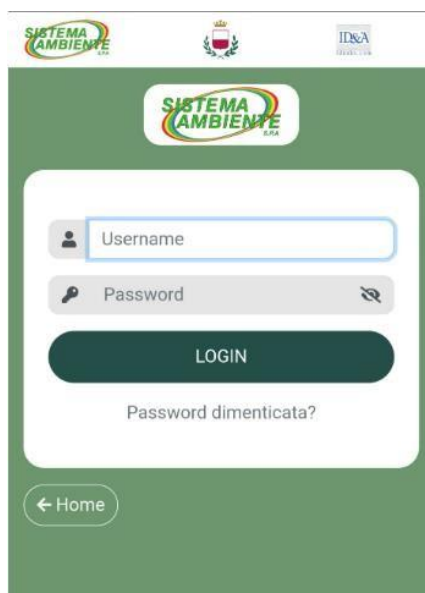 SISTEMA
AMBIENTE
S.P.A.
ID&A
SISTEMA
AMBIENTE
S.P.A.
Username
Password
LOGIN
Password dimenticata?
Home